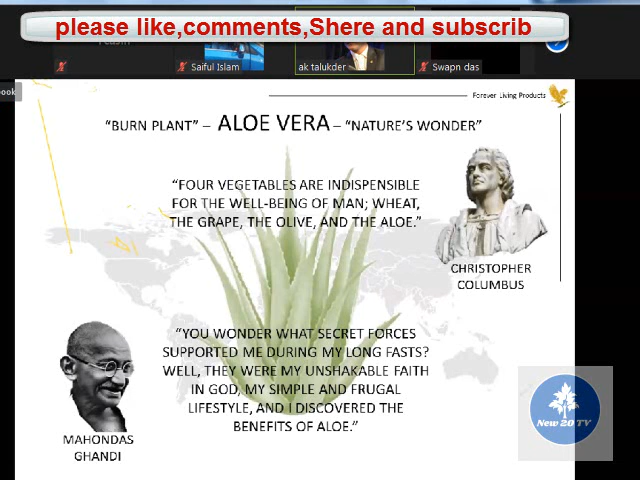 please like,comments,Shere and subscrib
Saiful Islam
ak talukder
Swapn das
ook
Forever Living Products
“BURN PLANT” – ALOE VERA – “NATURE’S WONDER”
“FOUR VEGETABLES ARE INDISPENSIBLE
FOR THE WELL-BEING OF MAN; WHEAT,
THE GRAPE, THE OLIVE, AND THE ALOE.”
CHRISTOPHER
COLUMBUS
“YOU WONDER WHAT SECRET FORCES
SUPPORTED ME DURING MY LONG FASTS?
WELL, THEY WERE MY UNSHAKABLE FAITH
IN GOD, MY SIMPLE AND FRUGAL
LIFESTYLE, AND I DISCOVERED THE
BENEFITS OF ALOE.”
MAHONDAS
GHANDI
New 20 TV